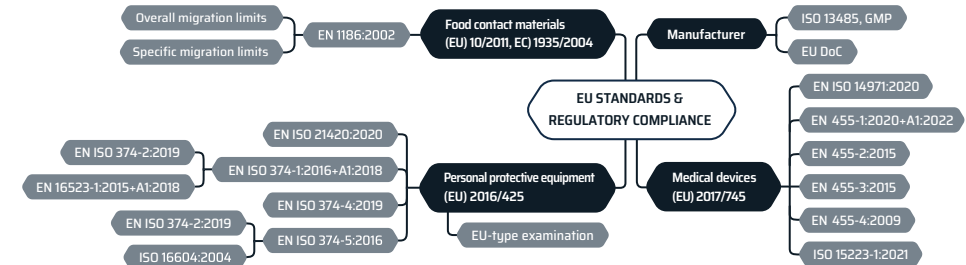 Overall migration limits
Specific migration limits
EN 1186:2002
Food contact materials
(EU) 10/2011, EC) 1935/2004
Manufacturer
ISO 13485, GMP
EU DoC
EU STANDARDS &
REGULATORY COMPLIANCE
EN ISO 374-2:2019
EN 16523-1:2015+A1:2018
EN ISO 374-2:2019
ISO 16604:2004
EN ISO 21420:2020
EN ISO 374-1:2016+A1:2018
EN ISO 374-4:2019
EN ISO 374-5:2016
Personal protective equipment
(EU) 2016/425
EU-type examination
Medical devices
(EU) 2017/745
EN ISO 14971:2020
EN 455-1:2020+A1:2022
EN 455-2:2015
EN 455-3:2015
EN 455-4:2009
ISO 15223-1:2021